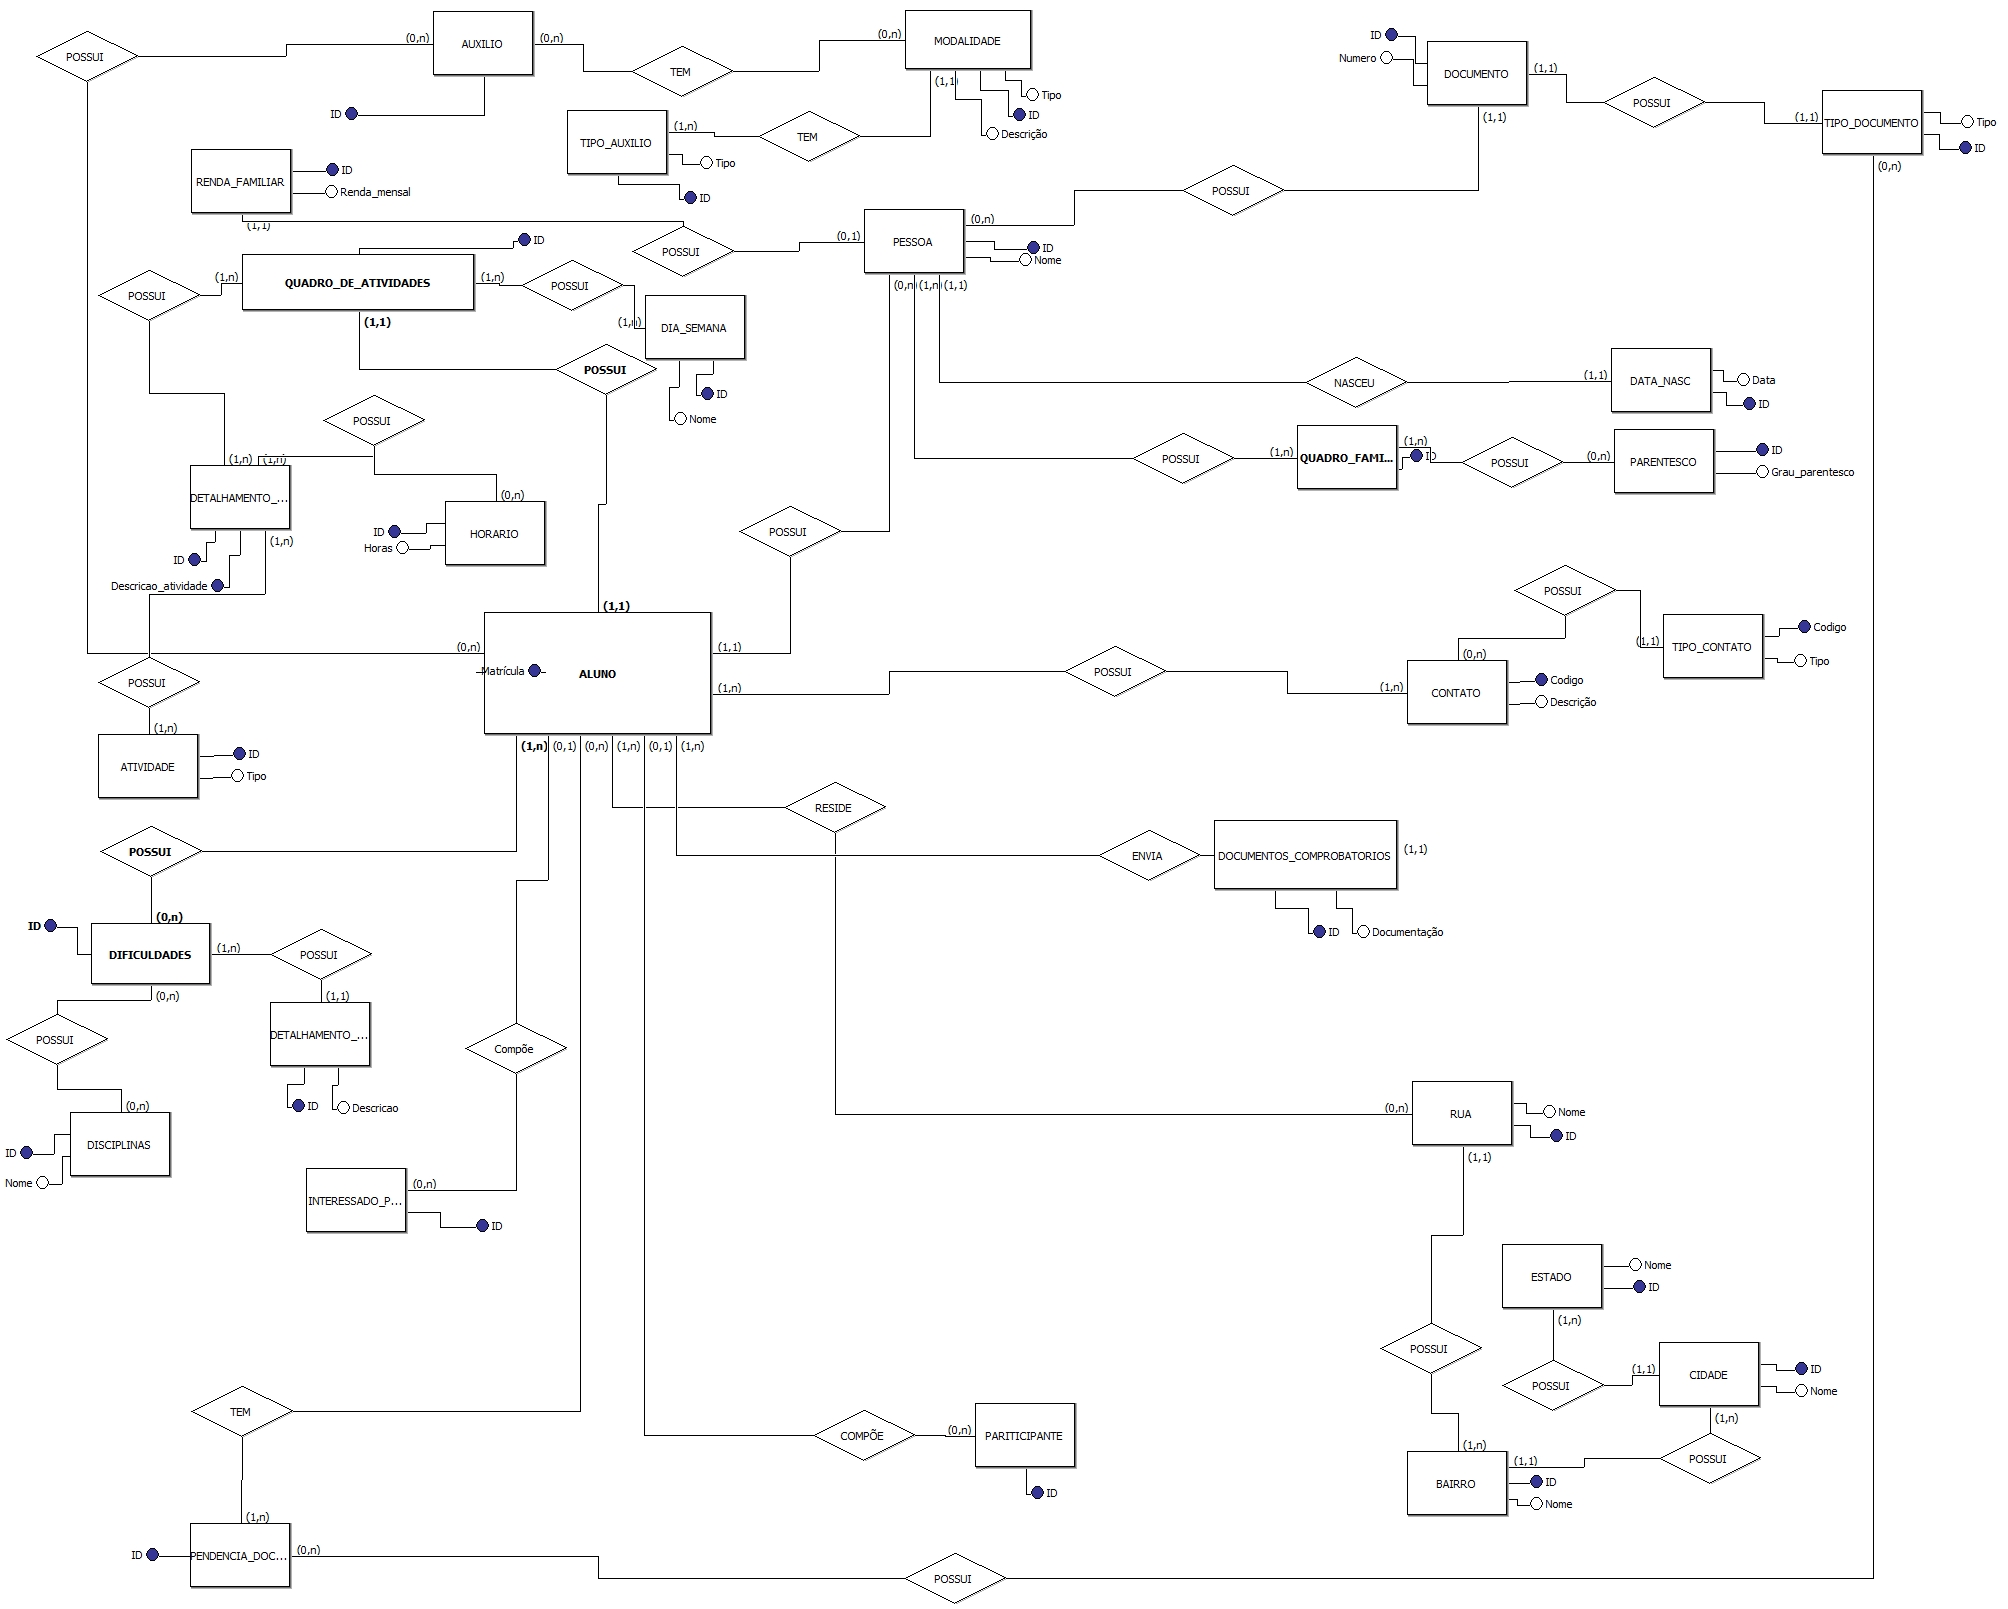 POSSUI
(0,n)
AUXILIO
(0,n)
TEM
(0,n)
MODALIDADE
(1,1)
Tipo
ID
Descrição
ID
TIPO_AUXILIO
(1,n)
TEM
Tipo
ID
ID
Numero
DOCUMENTO
(1,1)
(1,1)
POSSUI
(1,1)
TIPO_DOCUMENTO
Tipo
ID
(0,n)
RENDA_FAMILIAR
ID
Renda_mensal
(1,1)
POSSUI
(0,1)
PESSOA
(0,n)
ID
Nome
(0,n)
(1,n)
(1,1)
POSSUI
ID
POSSUI
(1,n)
QUADRO_DE_ATIVIDADES
(1,n)
POSSUI
(1,1)
(1,n)
DIA_SEMANA
ID
Nome
POSSUI
NASCEU
(1,1)
DATA_NASC
Data
ID
POSSUI
(1,n)
(1,n)
DETALHAMENTO_...
(1,n)
ID
Descricao_atividade
(0,n)
HORARIO
ID
Horas
POSSUI
(1,n)
QUADRO_FAMI...
(1,n)
ID
POSSUI
(0,n)
PARENTESCO
ID
Grau_parentesco
POSSUI
(1,1)
(0,n)
Matrícula
ALUNO
(1,1)
(1,n)
POSSUI
(1,n)
CONTATO
(0,n)
Codigo
Descrição
POSSUI
(1,1)
TIPO_CONTATO
Codigo
Tipo
POSSUI
(1,n)
ATIVIDADE
ID
Tipo
(1,n)
(0,1)
(0,n)
(1,n)
(0,1)
(1,n)
RESIDE
ENVIA
DOCUMENTOS_COMPROBATORIOS
(1,1)
ID
Documentação
POSSUI
(0,n)
ID
DIFICULDADES
(1,n)
POSSUI
(0,n)
(1,1)
DETALHAMENTO_...
ID
Descricao
POSSUI
(0,n)
DISCIPLINAS
ID
Nome
Compõe
(0,n)
INTERESSADO_P...
ID
(0,n)
RUA
Nome
ID
(1,1)
POSSUI
ESTADO
Nome
ID
(1,n)
POSSUI
(1,1)
CIDADE
ID
Nome
(1,n)
POSSUI
(1,n)
(1,1)
BAIRRO
ID
Nome
TEM
COMPÕE
(0,n)
PARITICIPANTE
ID
(1,n)
ID
PENDENCIA_DOC...
(0,n)
POSSUI